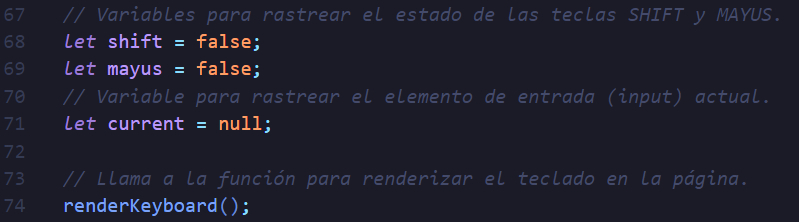 67 // Variables para rastrear el estado de las teclas SHIFT y MAYUS.
68 let shift = false;
69 let mayus = false;
70 // Variable para rastrear el elemento de entrada (input) actual.
71 let current = null;
72
73 // Llama a la función para renderizar el teclado en la página.
74 renderKeyboard();